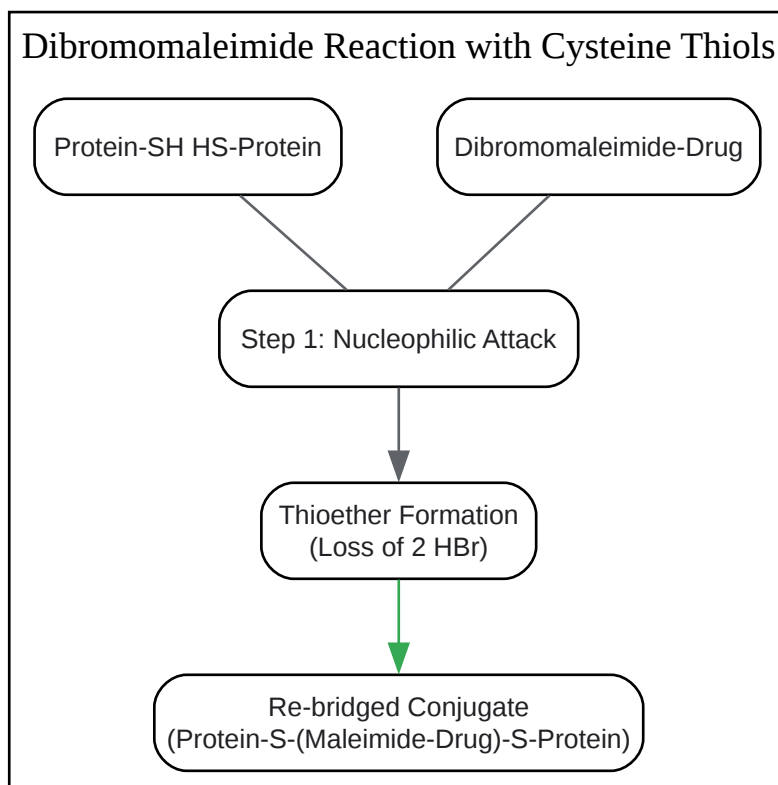 Dibromomaleimide Reaction with Cysteine Thiols
Protein-SH HS-Protein
Dibromomaleimide-Drug
Step 1: Nucleophilic Attack
Thioether Formation
(Loss of 2 HBr)
Re-bridged Conjugate
(Protein-S-(Maleimide-Drug)-S-Protein)